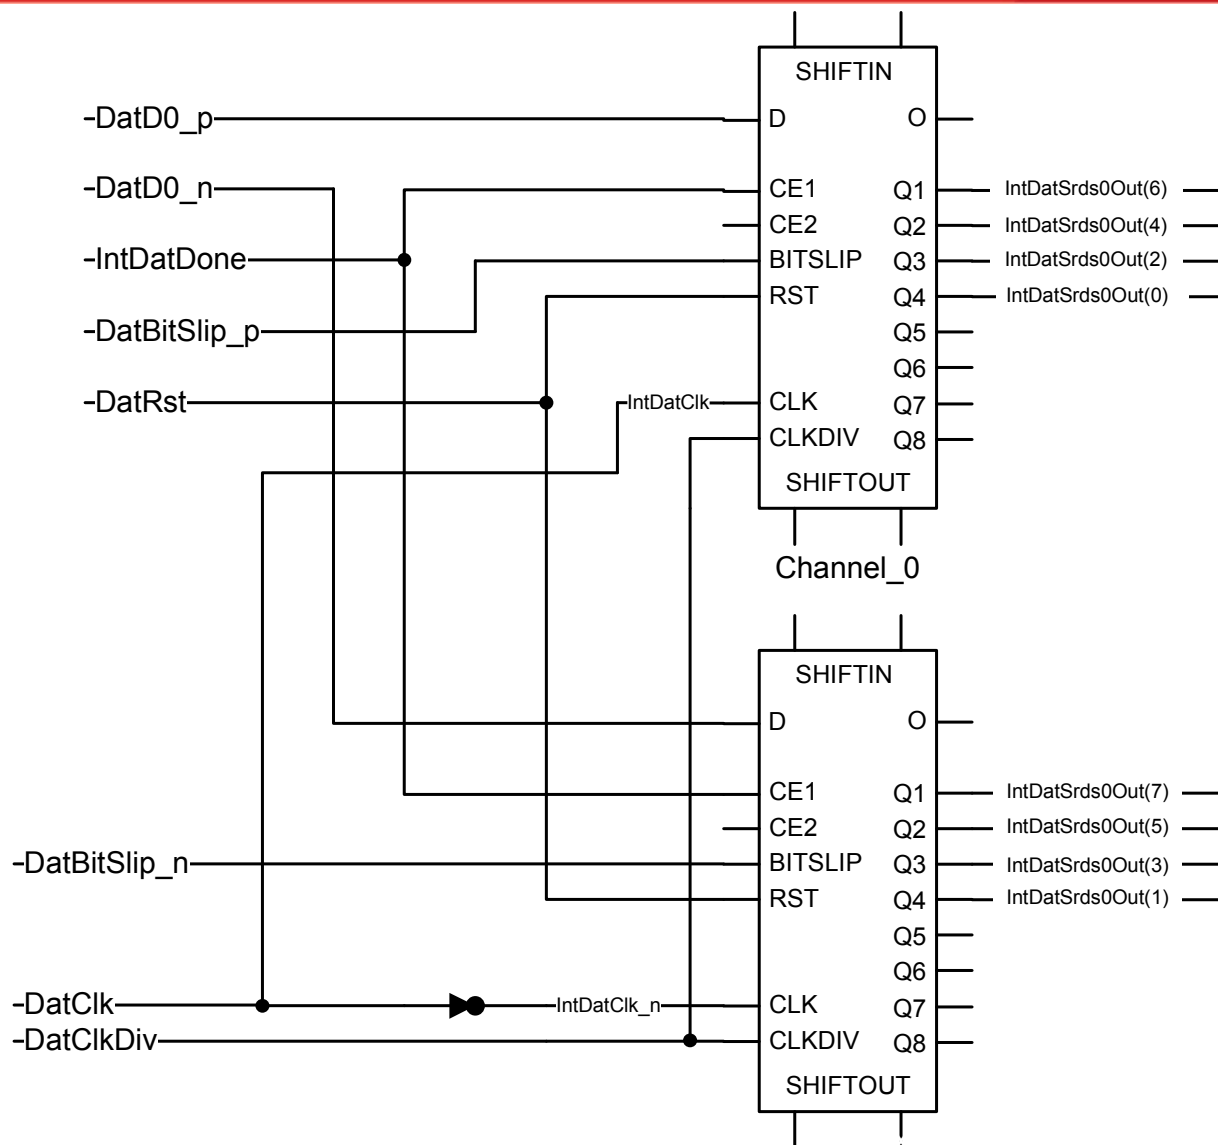 SHIFTIN
-DatD0_p
D
O
-DatD0_n
CE1
Q1
IntDatSrds0Out(6)
CE2
Q2
IntDatSrds0Out(4)
-IntDatDone
BITSLIP
Q3
IntDatSrds0Out(2)
RST
Q4
IntDatSrds0Out(0)
-DatBitSlip_p
Q5
Q6
-DatRst
IntDatClk
CLK
Q7
CLKDIV
Q8
SHIFTOUT
Channel_0
SHIFTIN
D
O
CE1
Q1
IntDatSrds0Out(7)
CE2
Q2
IntDatSrds0Out(5)
-DatBitSlip_n
BITSLIP
Q3
IntDatSrds0Out(3)
RST
Q4
IntDatSrds0Out(1)
Q5
Q6
-DatClk
IntDatClk_n
CLK
Q7
-DatClkDiv
CLKDIV
Q8
SHIFTOUT